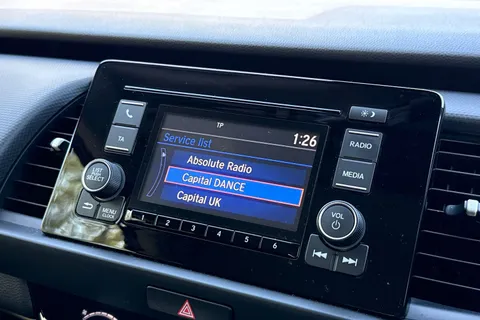 TP
Service list
1:26
Absolute Radio
Capital DANCE
Capital UK
TA
LIST
SELECT
MENU
CLOCK
1 2 3 4 5 6
RADIO
MEDIA
VOL